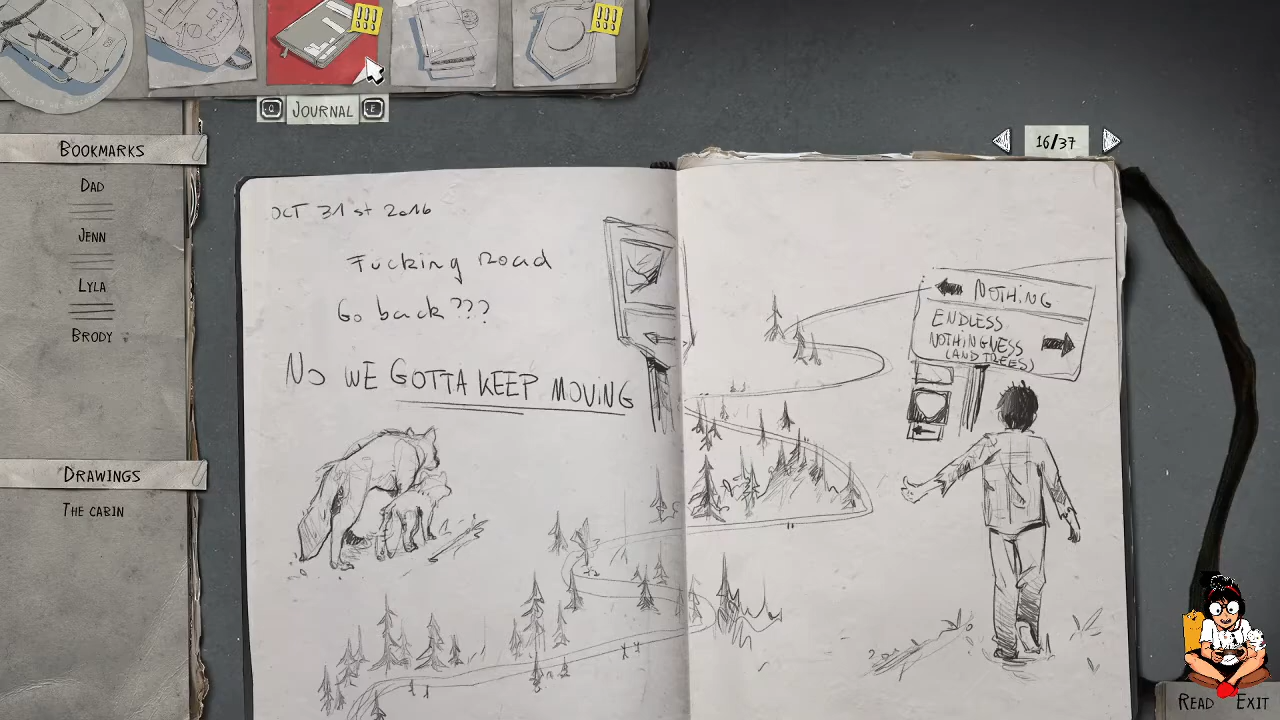 Q
JOURNAL
E
BOOKMARKS
DAD
JENN
LYLA
BRODY
DRAWINGS
THE CABIN
16/37
OCT 31st 2016
Fucking Road
Go back???
NO WE GOTTA KEEP MOVING
NOTHING
ENDLESS
NOTHINGNESS
(AND TREES)
READ
EXIT